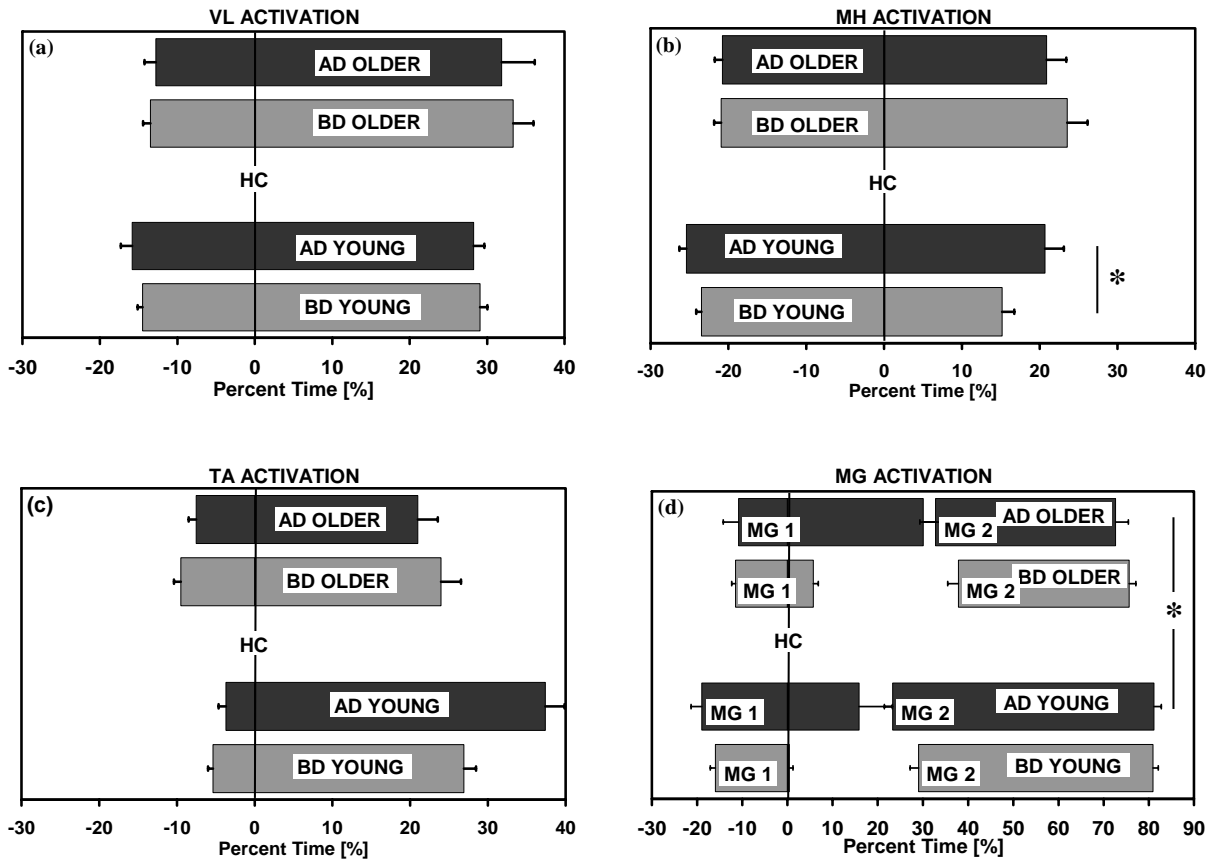 VL ACTIVATION
(a)
AD OLDER
BD OLDER
HC
AD YOUNG
BD YOUNG
-30 -20 -10 0 10 20 30 40
Percent Time [%]
MH ACTIVATION
(b)
AD OLDER
BD OLDER
HC
AD YOUNG
*
BD YOUNG
-30 -20 -10 0 10 20 30 40
Percent Time [%]
TA ACTIVATION
(c)
AD OLDER
BD OLDER
HC
AD YOUNG
BD YOUNG
-30 -20 -10 0 10 20 30 40
Percent Time [%]
MG ACTIVATION
(d)
MG 1 MG 2 AD OLDER
MG 1 MG 2 BD OLDER
*
HC
MG 1 MG 2 AD YOUNG
MG 1 MG 2 BD YOUNG
-30 -20 -10 0 10 20 30 40 50 60 70 80 90
Percent Time [%]